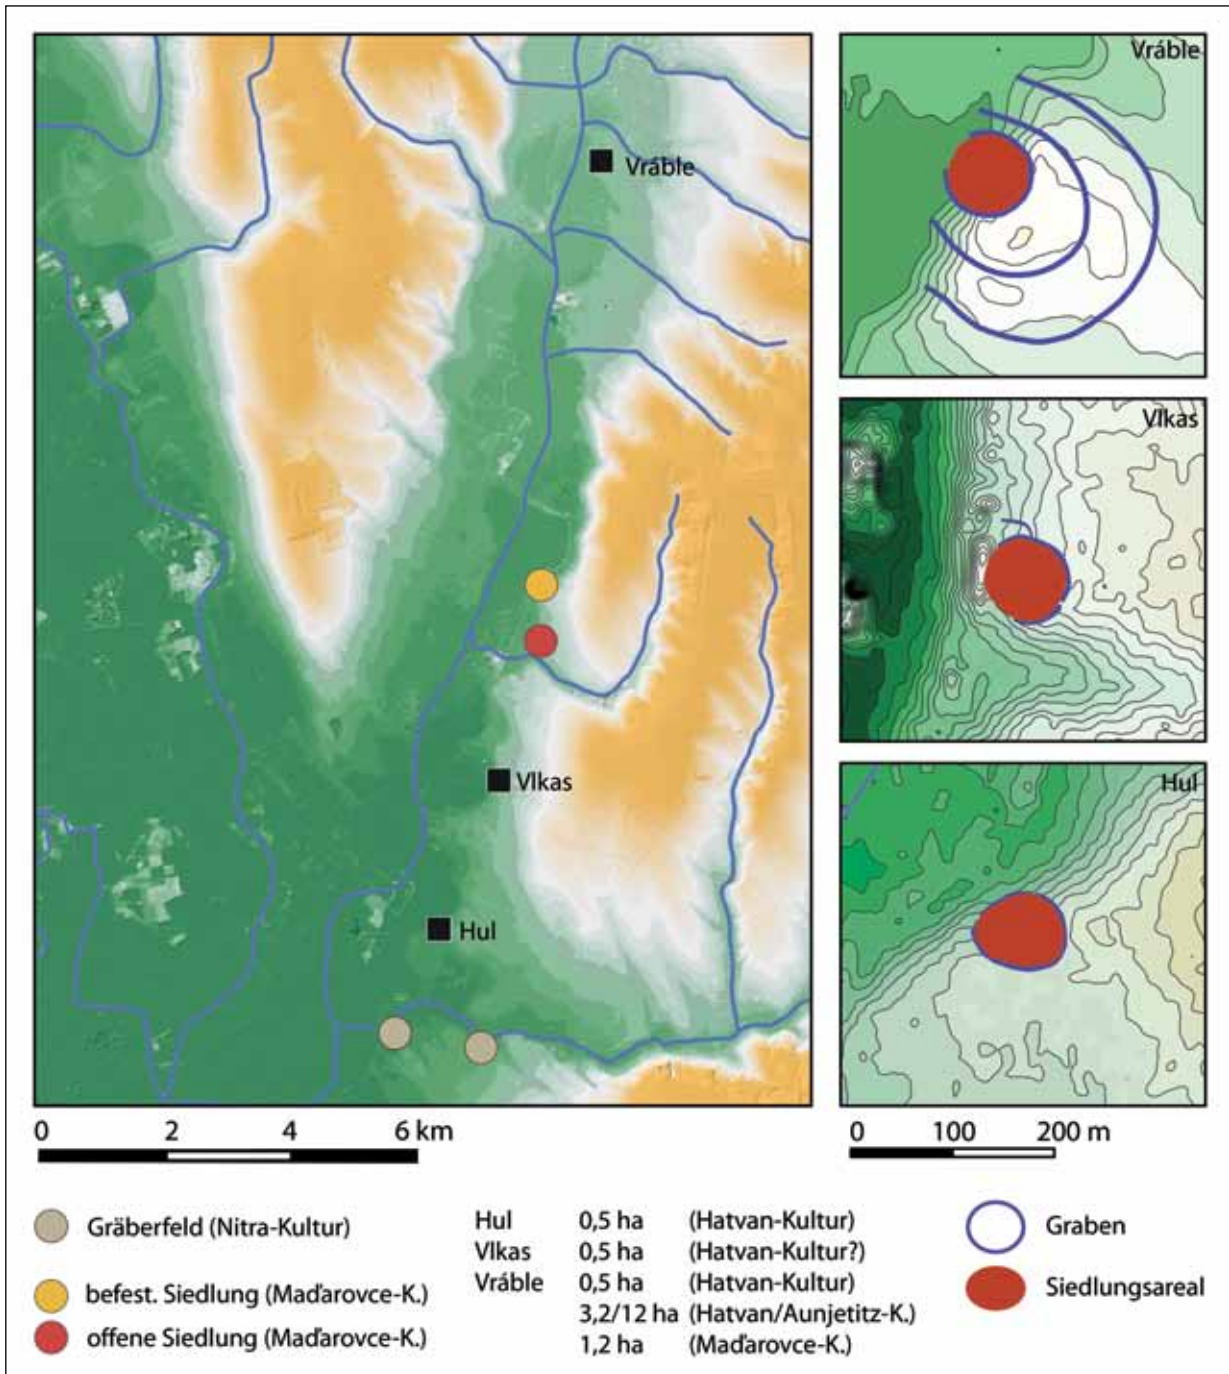 Vráble
Vlkas
Hul
Vráble
Vlkas
Hul
0 2 4 6 km
0 100 200 m
Gräberfeld (Nitra-Kultur)
befest. Siedlung (Maďarovce-K.)
offene Siedlung (Maďarovce-K.)
Hul 0,5 ha (Hatvan-Kultur)
Vlkas 0,5 ha (Hatvan-Kultur?)
Vráble 0,5 ha (Hatvan-Kultur)
3,2/12 ha (Hatvan/Aunjetitz-K.)
1,2 ha (Maďarovce-K.)
Graben
Siedlungsareal